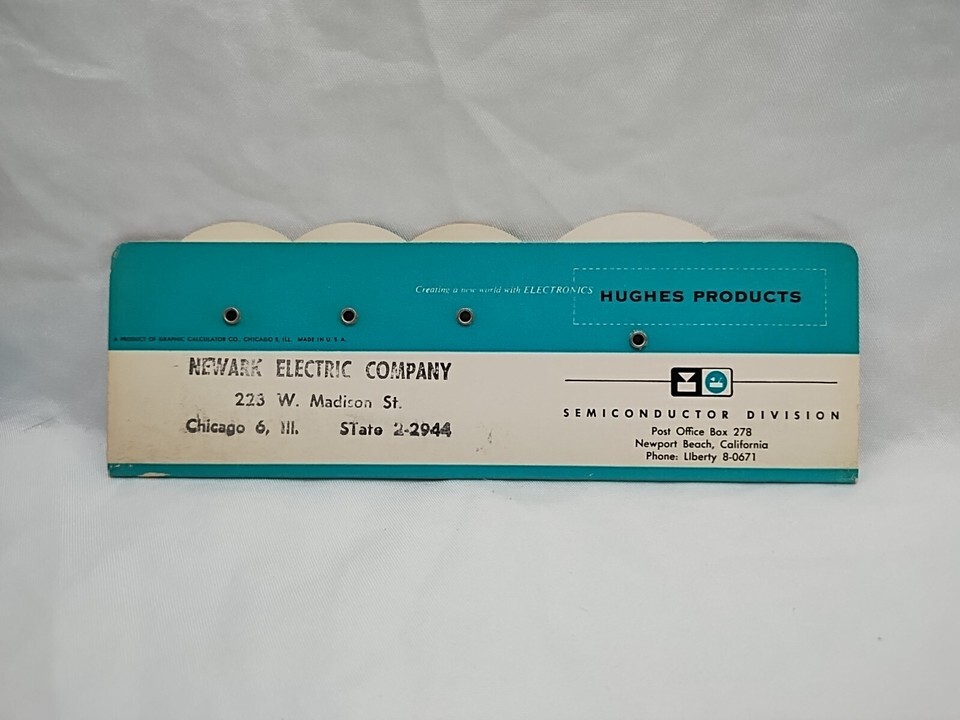 Creating a new world with ELECTRONICS
HUGHES PRODUCTS
A PRODUCT OF GRAPHIC CALCULATOR CO., CHICAGO 5, ILL. MADE IN U. S. A.
NEWARK ELECTRIC COMPANY
223 W. Madison St.
Chicago 6, Ill. STate 2-2944
SEMICONDUCTOR DIVISION
Post Office Box 278
Newport Beach, California
Phone: LIberty 8-0671